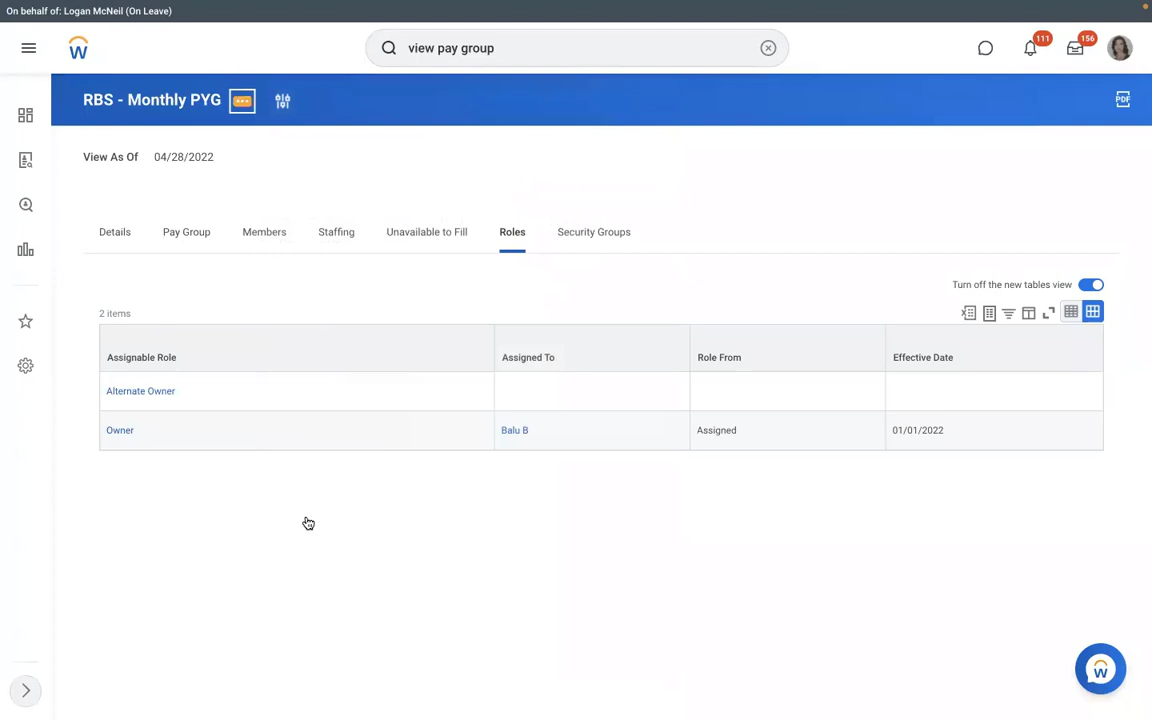 On behalf of: Logan McNeil (On Leave)
view pay group
111
156
RBS - Monthly PYG
PDF
View As Of 04/28/2022
Details Pay Group Members Staffing Unavailable to Fill Roles Security Groups
Turn off the new tables view
2 items
Assignable Role Assigned To Role From Effective Date
Alternate Owner
Owner Balu B Assigned 01/01/2022